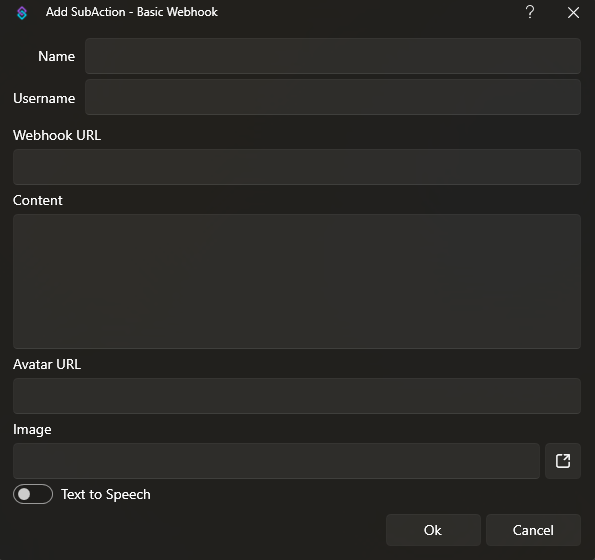 Add SubAction - Basic Webhook ?
Name
Username
Webhook URL
Content
Avatar URL
Image
Text to Speech
Ok Cancel